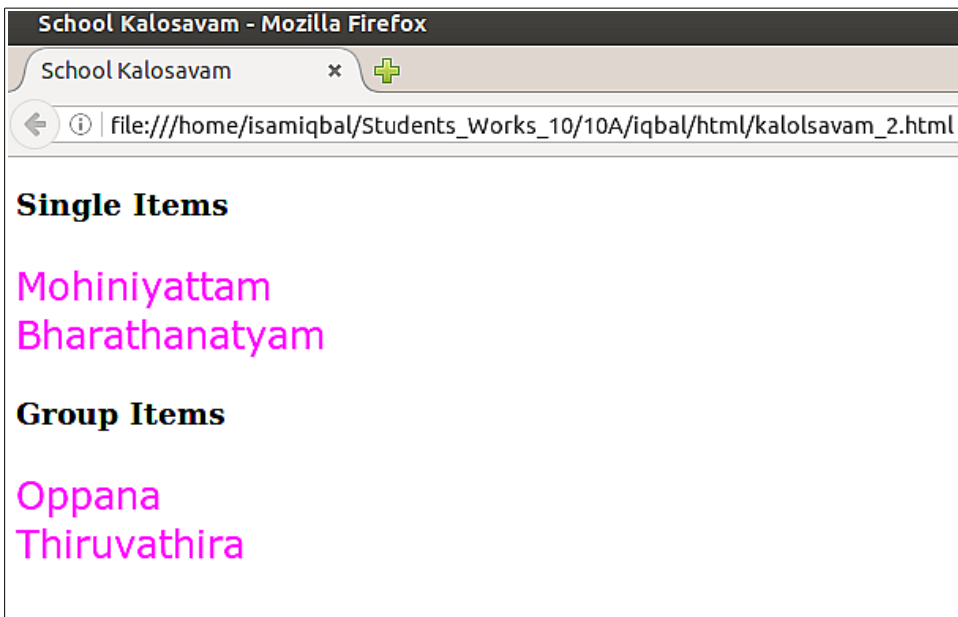 School Kalosavam - Mozilla Firefox
School Kalosavam
file:///home/isamiqbal/Students_Works_10/10A/iqbal/html/kalolsavam_2.html
Single Items
Mohiniyattam
Bharathanatyam
Group Items
Oppana
Thiruvathira